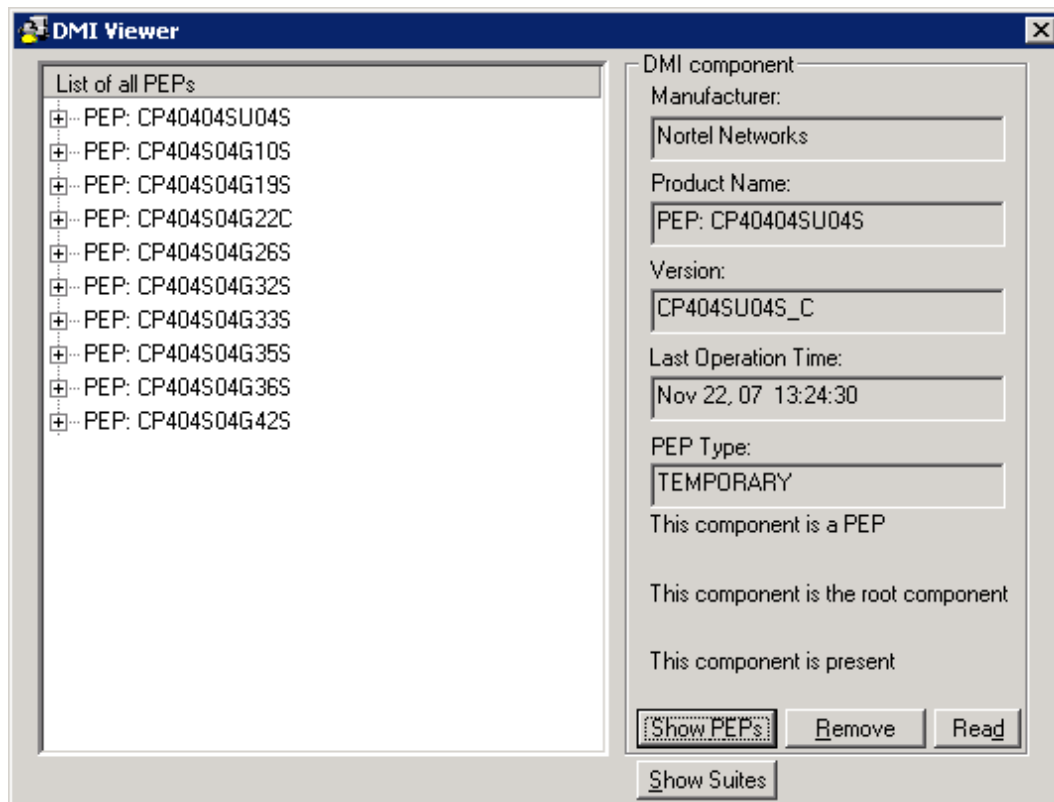 DMI Viewer
List of all PEPs
PEP: CP40404SU04S
PEP: CP404S04G10S
PEP: CP404S04G19S
PEP: CP404S04G22C
PEP: CP404S04G26S
PEP: CP404S04G32S
PEP: CP404S04G33S
PEP: CP404S04G35S
PEP: CP404S04G36S
PEP: CP404S04G42S
DMI component
Manufacturer:
Nortel Networks
Product Name:
PEP: CP40404SU04S
Version:
CP404SU04S_C
Last Operation Time:
Nov 22, 07  13:24:30
PEP Type:
TEMPORARY
This component is a PEP
This component is the root component
This component is present
Show PEPs Remove Read
Show Suites